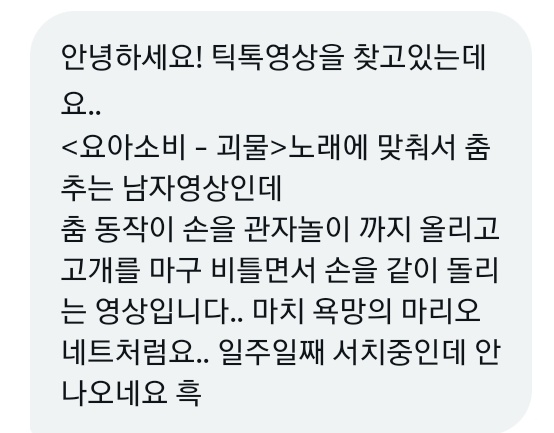 안녕하세요! 틱톡영상을 찾고있는데
요..
<요아소비 - 괴물>노래에 맞춰서 춤
추는 남자영상인데
춤 동작이 손을 관자놀이 까지 올리고
고개를 마구 비틀면서 손을 같이 돌리
는 영상입니다.. 마치 욕망의 마리오
네트처럼요.. 일주일째 서치중인데 안
나오네요 흑